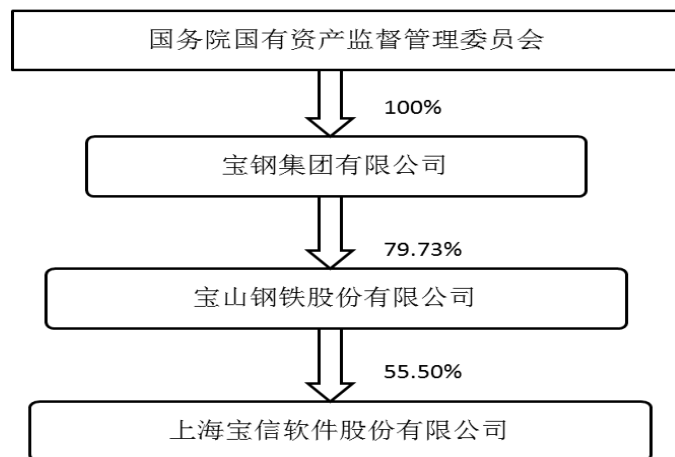 国务院国有资产监督管理委员会
100%
宝钢集团有限公司
79.73%
宝山钢铁股份有限公司
55.50%
上海宝信软件股份有限公司